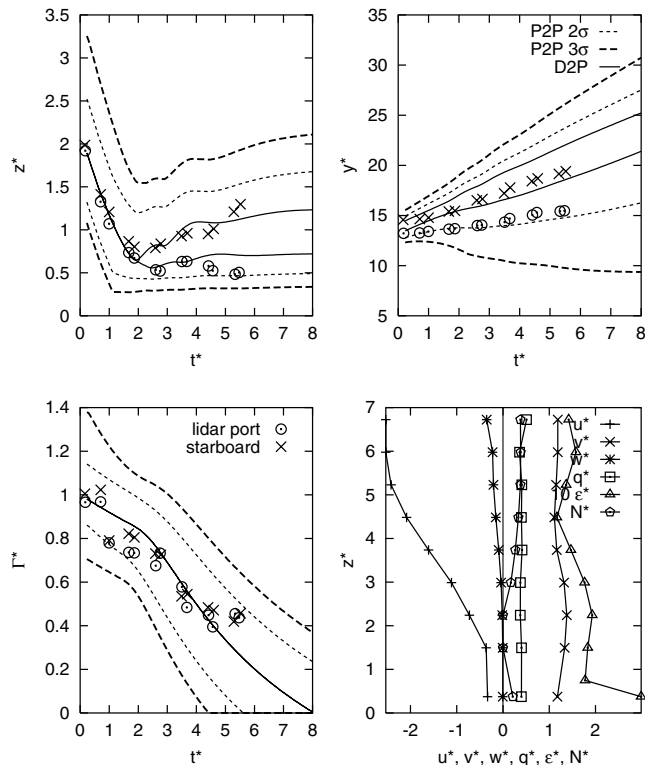 3.5
3
2.5
2
1.5
1
0.5
0
z*
0 1 2 3 4 5 6 7 8
t*
P2P 2σ
P2P 3σ
D2P
35
30
25
20
15
10
5
0
y*
0 1 2 3 4 5 6 7 8
t*
1.4
1.2
1
0.8
0.6
0.4
0.2
0
Γ*
lidar port
starboard
0 1 2 3 4 5 6 7 8
t*
7
6
5
4
3
2
1
0
z*
u*
v*
w*
q*
10 ε*
N*
-2 -1 0 1 2
u*, v*, w*, q*, ε*, N*